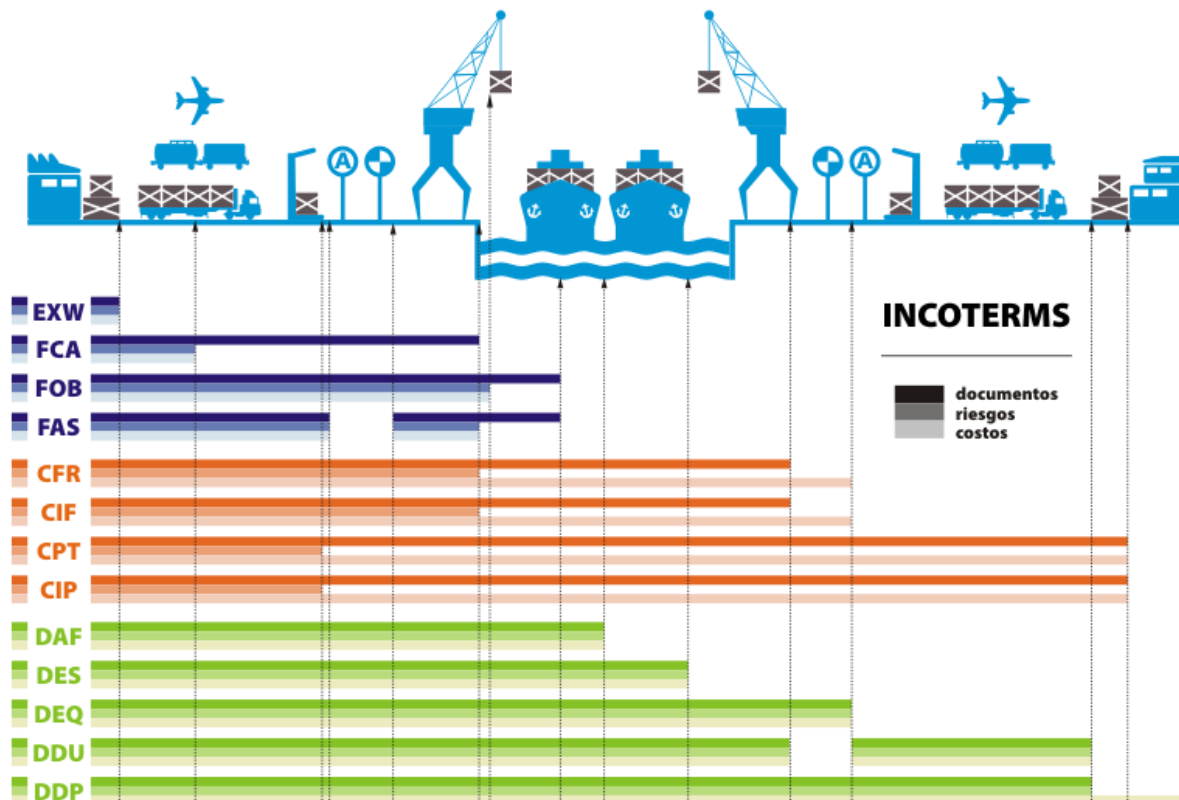 A
A
EXW
FCA
FOB
FAS
CFR
CIF
CPT
CIP
DAF
DES
DEQ
DDU
DDP
INCOTERMS
documentos
riesgos
costos